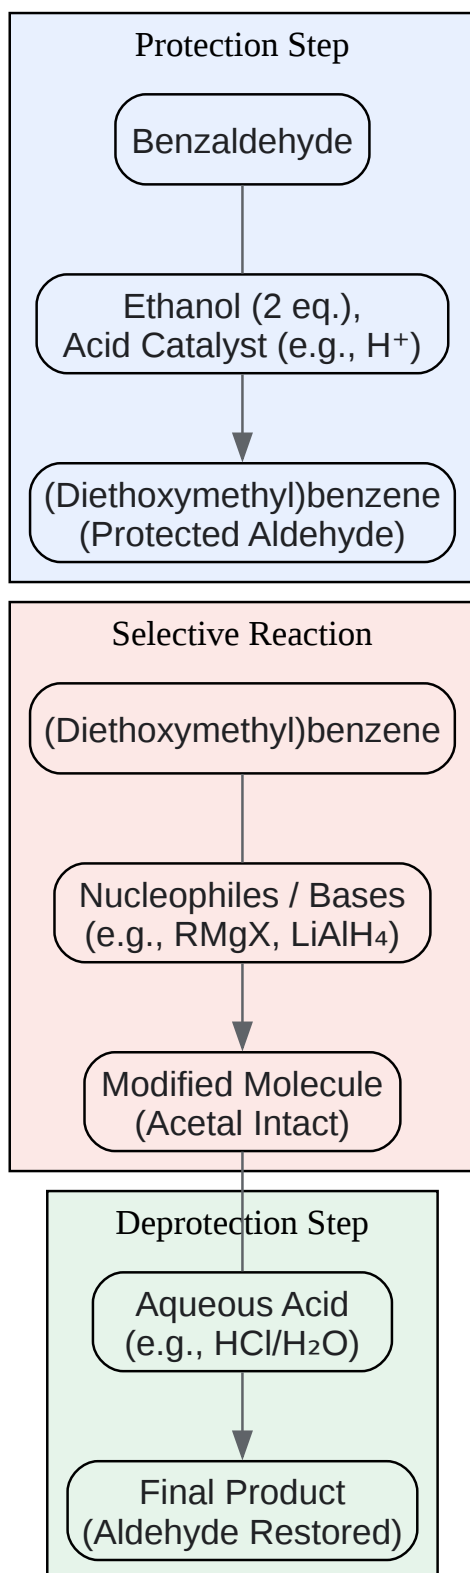 Protection Step
Benzaldehyde
Ethanol (2 eq.),
Acid Catalyst (e.g., H⁺)
(Diethoxymethyl)benzene
(Protected Aldehyde)
Selective Reaction
(Diethoxymethyl)benzene
Nucleophiles / Bases
(e.g., RMgX, LiAlH₄)
Modified Molecule
(Acetal Intact)
Deprotection Step
Aqueous Acid
(e.g., HCl/H₂O)
Final Product
(Aldehyde Restored)